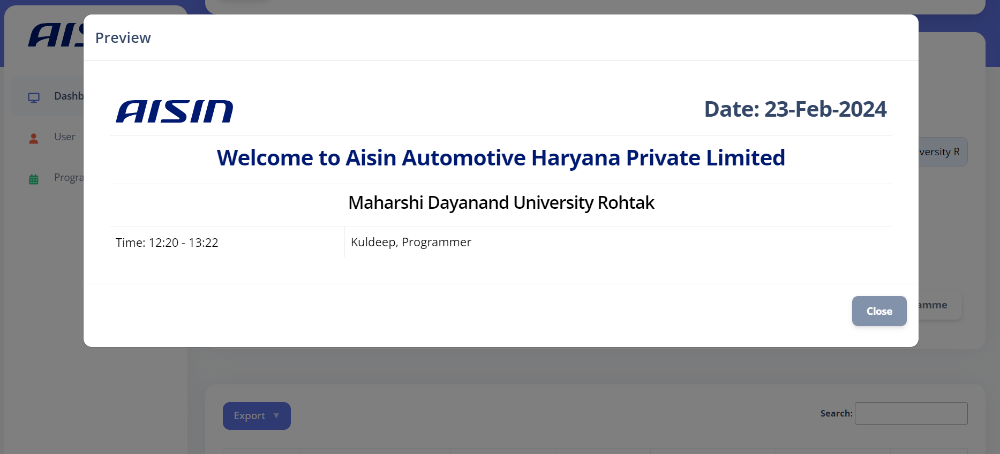 Preview
AISIN
Date: 23-Feb-2024
Welcome to Aisin Automotive Haryana Private Limited
Maharshi Dayanand University Rohtak
Time: 12:20 - 13:22
Kuldeep, Programmer
Close
AIS
Dashb
User
Progra
versity R
amme
Export
Search: